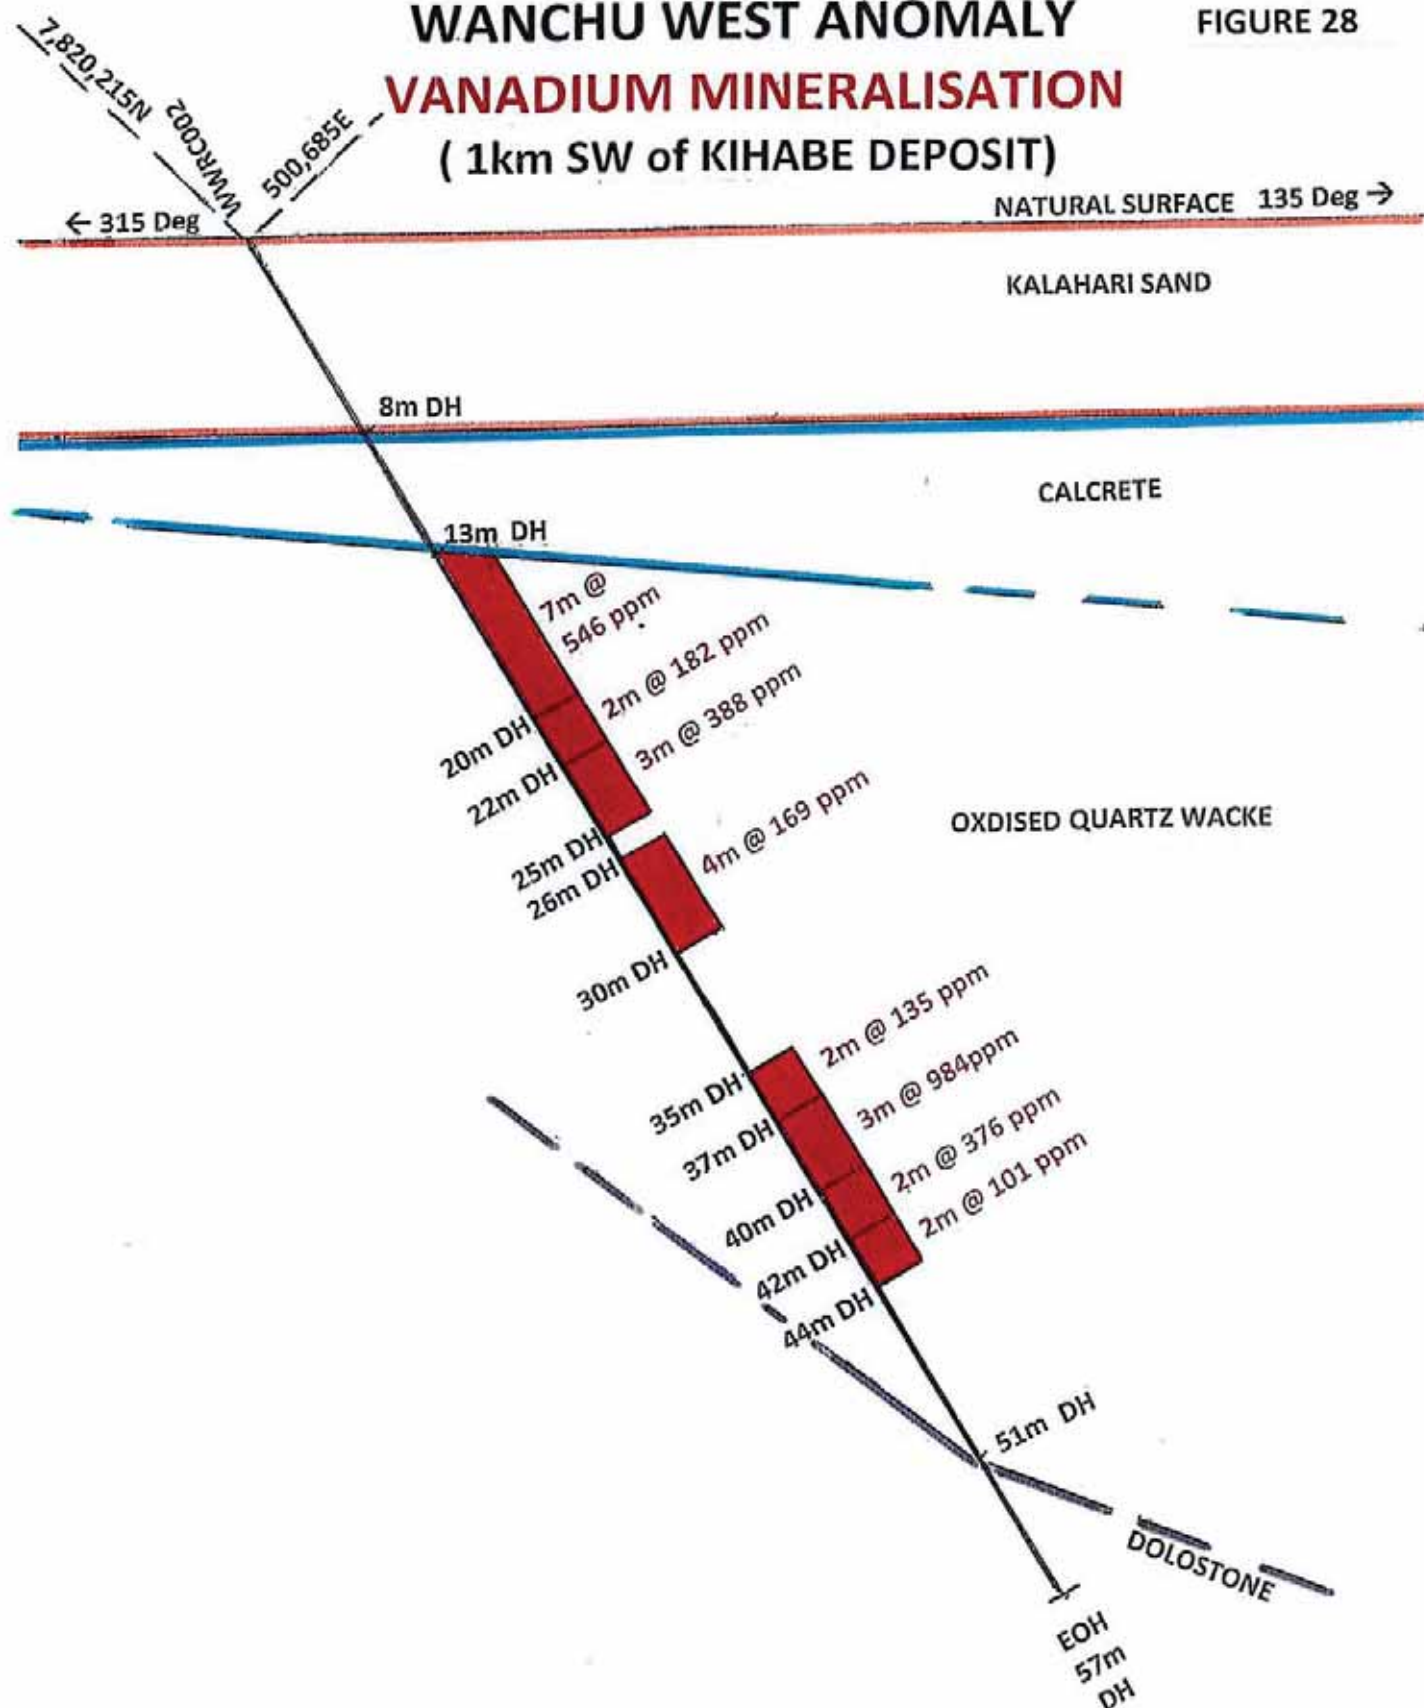 WANCHU WEST ANOMALY
FIGURE 28
VANADIUM MINERALISATION
( 1km SW of KIHABE DEPOSIT)
7,820,215N
WWRC002
500,685E
← 315 Deg
NATURAL SURFACE 135 Deg →
KALAHARI SAND
8m DH
CALCRETE
13m DH
7m @
546 ppm
2m @ 182 ppm
3m @ 388 ppm
20m DH
22m DH
OXDISED QUARTZ WACKE
4m @ 169 ppm
25m DH
26m DH
30m DH
2m @ 135 ppm
3m @ 984ppm
2m @ 376 ppm
2m @ 101 ppm
35m DH
37m DH
40m DH
42m DH
44m DH
51m DH
DOLOSTONE
EOH
57m
DH